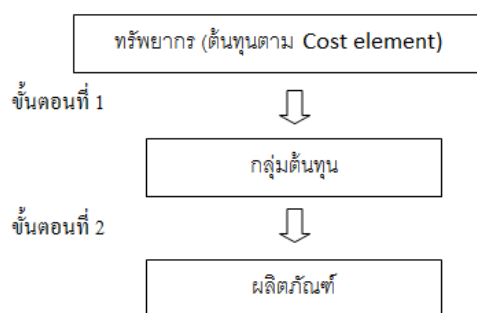 ทรัพยากร (ต้นทุนตาม Cost element)
ขั้นตอนที่ 1
กลุ่มต้นทุน
ขั้นตอนที่ 2
ผลิตภัณฑ์